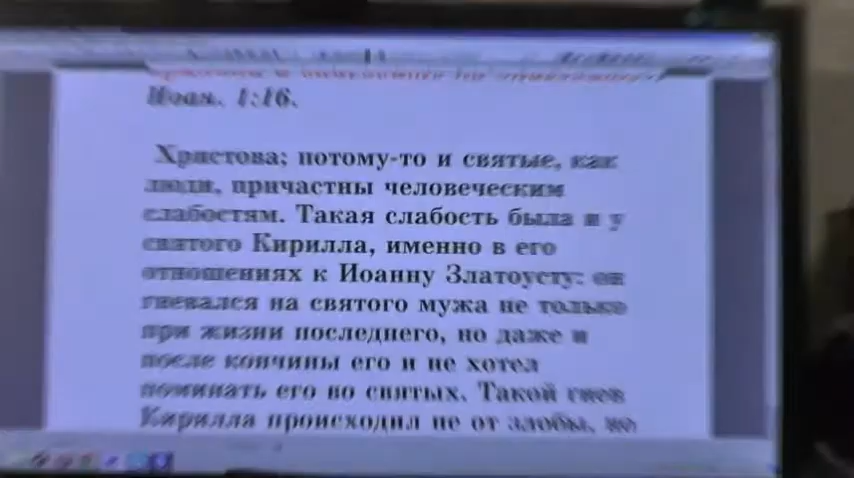 Иоан. 1:16.
Христова; потому-то и святые, как
люди, причастны человеческим
слабостям. Такая слабость была и у
святого Кирилла, именно в его
отношениях к Иоанну Златоусту: он
гневался на святого мужа не только
при жизни последнего, но даже и
после кончины его и не хотел
поминать его во святых. Такой гнев
Кирилла происходил не от злобы, но